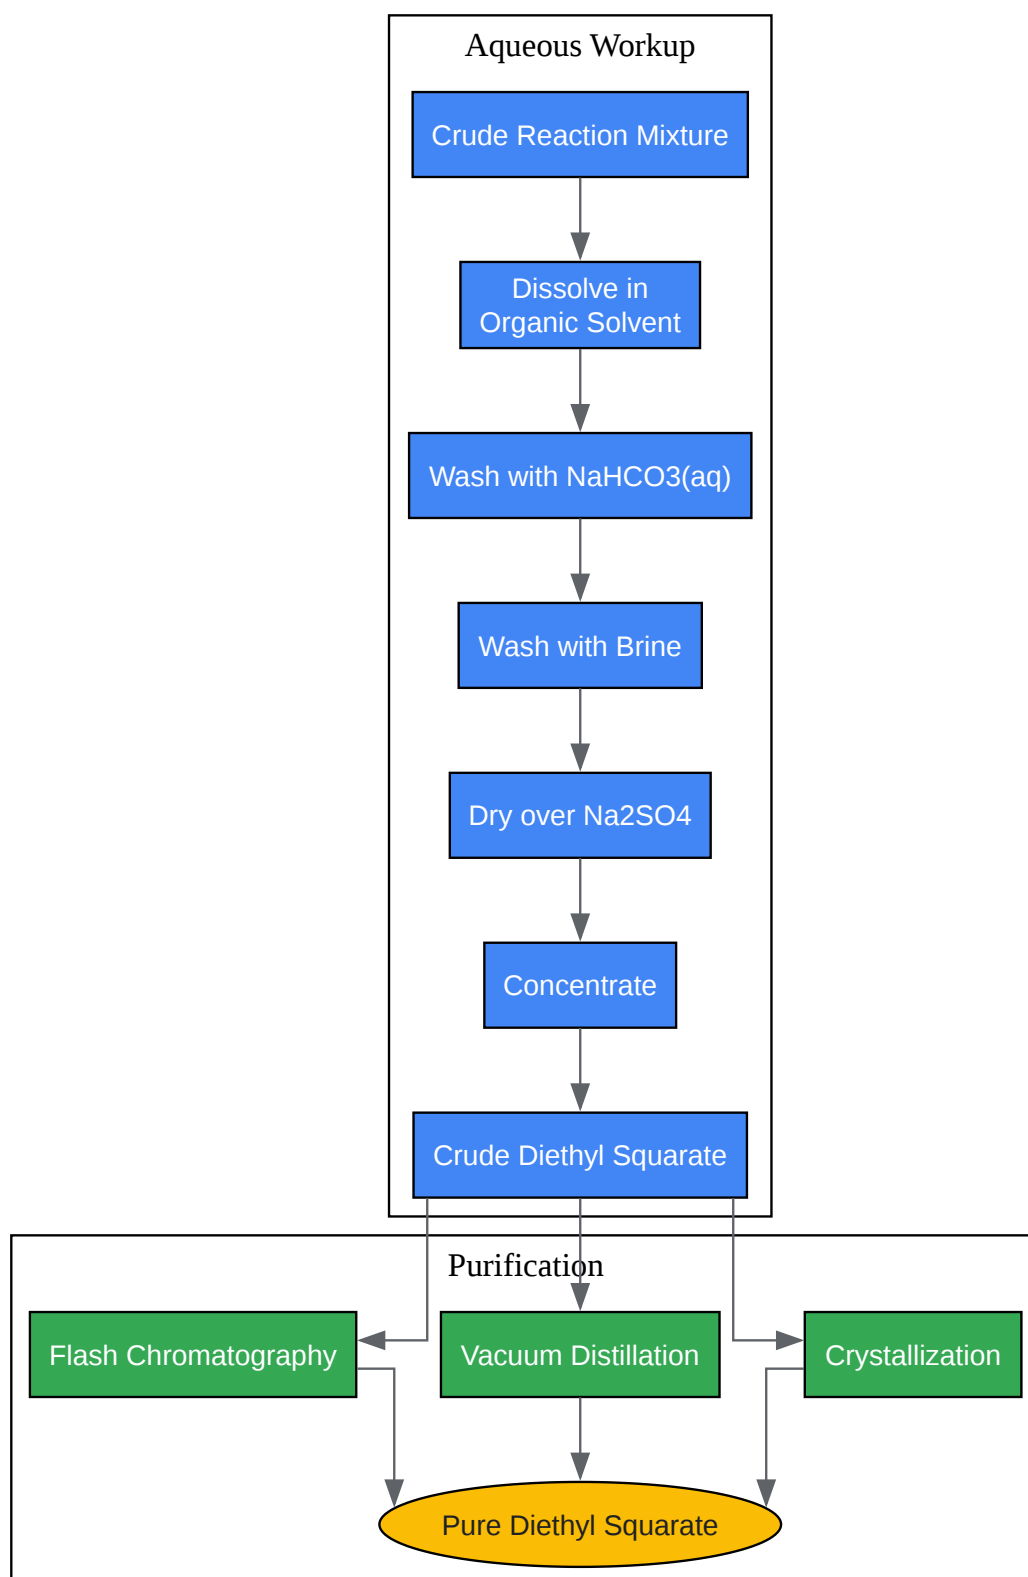 Aqueous Workup
Crude Reaction Mixture
Dissolve in
Organic Solvent
Wash with NaHCO3(aq)
Wash with Brine
Dry over Na2SO4
Concentrate
Crude Diethyl Squarate
Purification
Flash Chromatography
Vacuum Distillation
Crystallization
Pure Diethyl Squarate